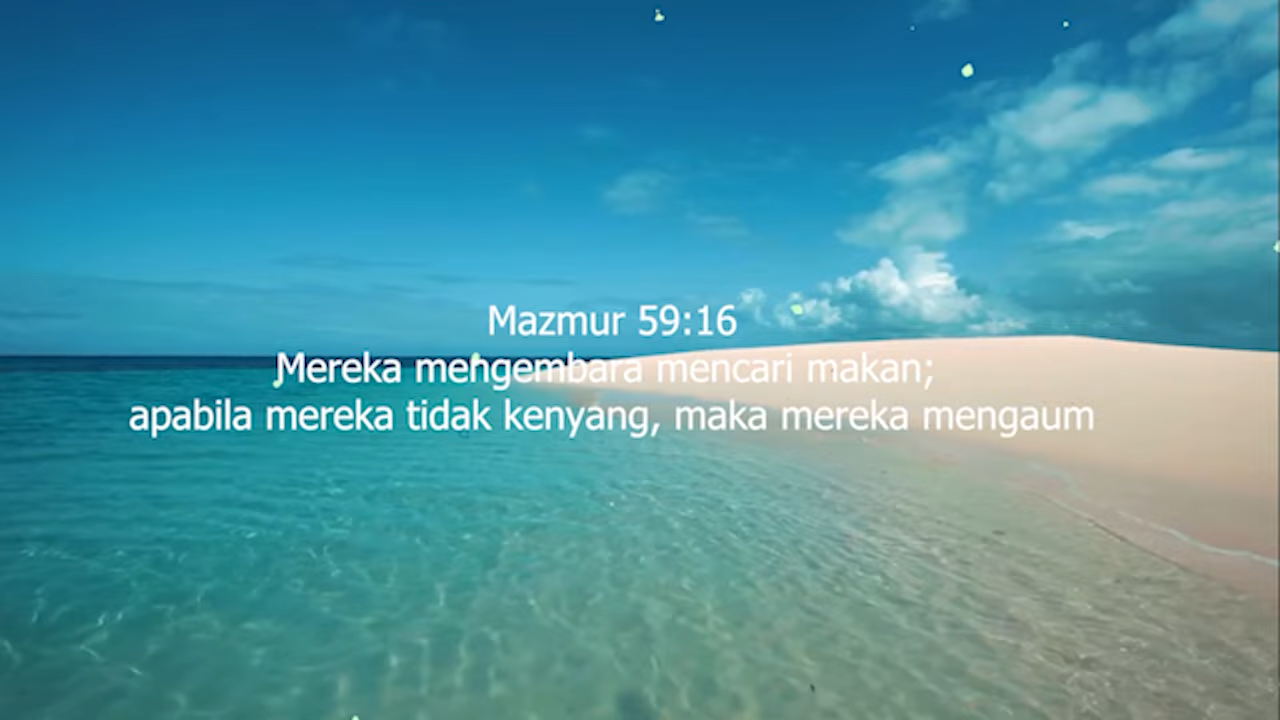 Mazmur 59:16
Mereka mengembara mencari makan;
apabila mereka tidak kenyang, maka mereka mengaum